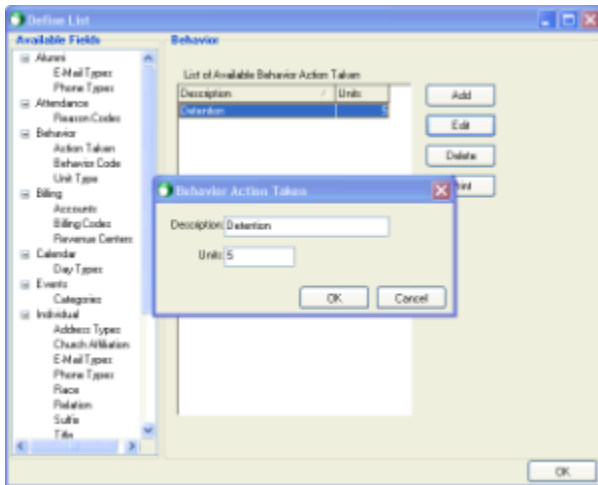 Define List
Available Fields
Behavior
Alumni
E-Mail Types
Phone Types
Attendance
Reason Codes
Behavior
Action Taken
Behavior Code
Unit Type
Billing
Accounts
Billing Codes
Revenue Centers
Calendar
Day Types
Events
Categories
Individual
Address Types
Church Affiliation
E-Mail Types
Phone Types
Race
Relation
Suffix
Title
List of Available Behavior Action Taken
Description / Units
Detention 5
Add
Edit
Delete
Print
Behavior Action Taken
Description: Detention
Units: 5
OK Cancel
OK